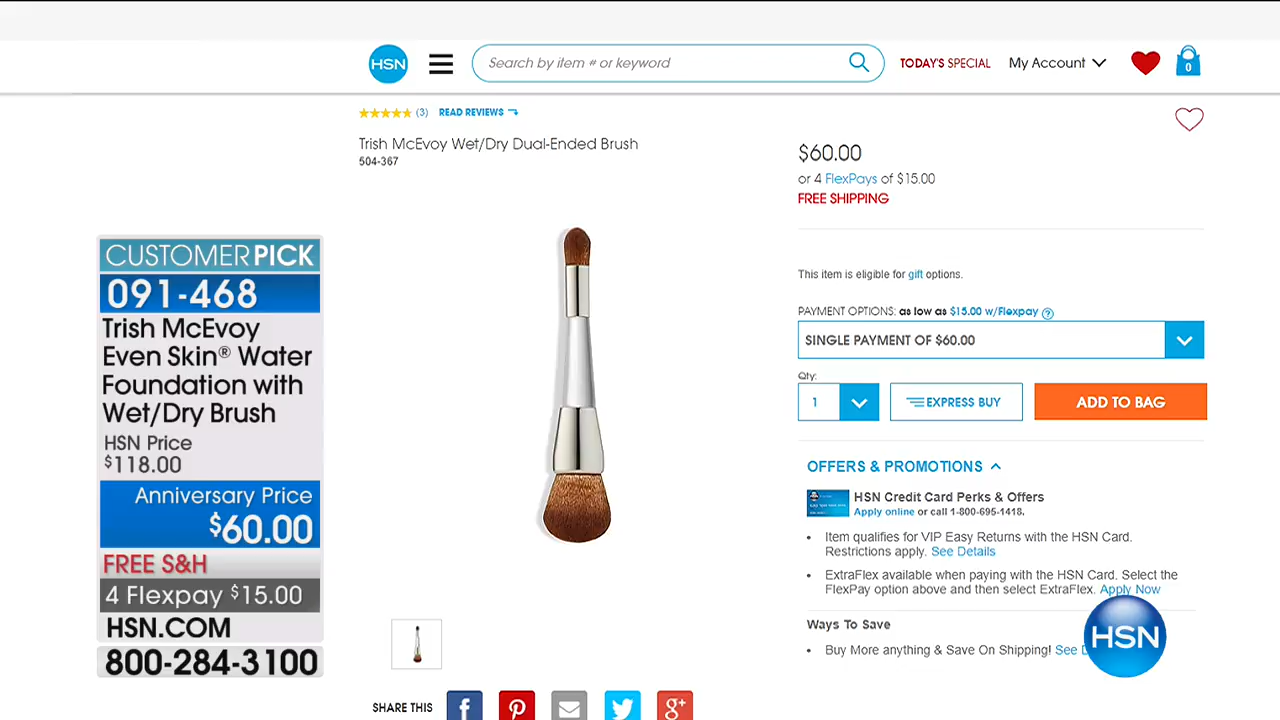 HSN
Search by item # or keyword
TODAY'S SPECIAL
My Account
0
(3) READ REVIEWS
Trish McEvoy Wet/Dry Dual-Ended Brush
504-367
$60.00
or 4 FlexPays of $15.00
FREE SHIPPING
This item is eligible for gift options.
PAYMENT OPTIONS: as low as $15.00 w/Flexpay ?
SINGLE PAYMENT OF $60.00
Qty:
1
EXPRESS BUY
ADD TO BAG
OFFERS & PROMOTIONS
HSN Credit Card Perks & Offers
Apply online or call 1-800-695-1418.
• Item qualifies for VIP Easy Returns with the HSN Card.
Restrictions apply. See Details
• ExtraFlex available when paying with the HSN Card. Select the
FlexPay option above and then select ExtraFlex. Apply Now
Ways To Save
• Buy More anything & Save On Shipping! See D
HSN
CUSTOMER PICK
091-468
Trish McEvoy
Even Skin® Water
Foundation with
Wet/Dry Brush
HSN Price
$118.00
Anniversary Price
$60.00
FREE S&H
4 Flexpay $15.00
HSN.COM
800-284-3100
SHARE THIS
f
g+